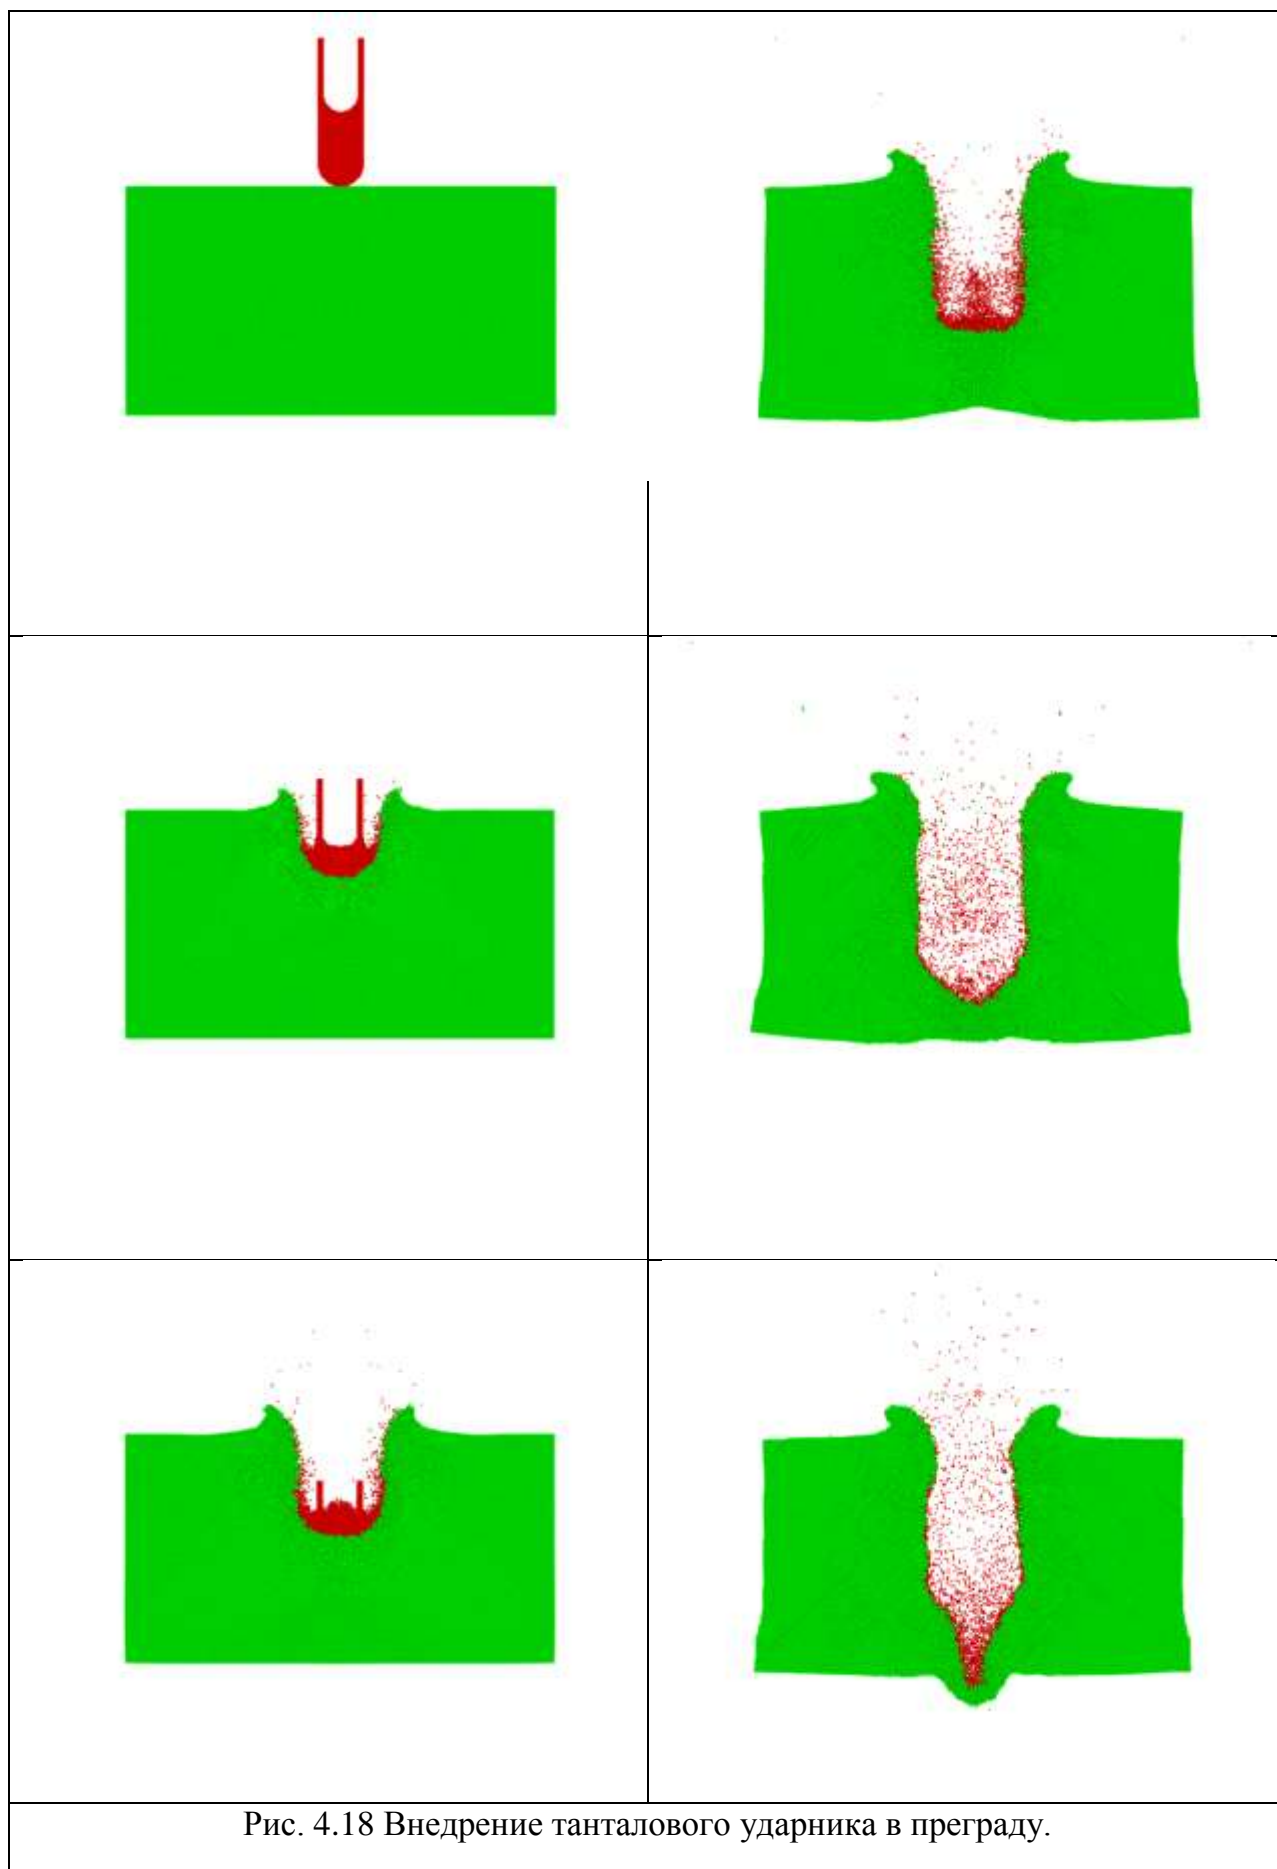 Рис. 4.18 Внедрение танталового ударника в преграду.